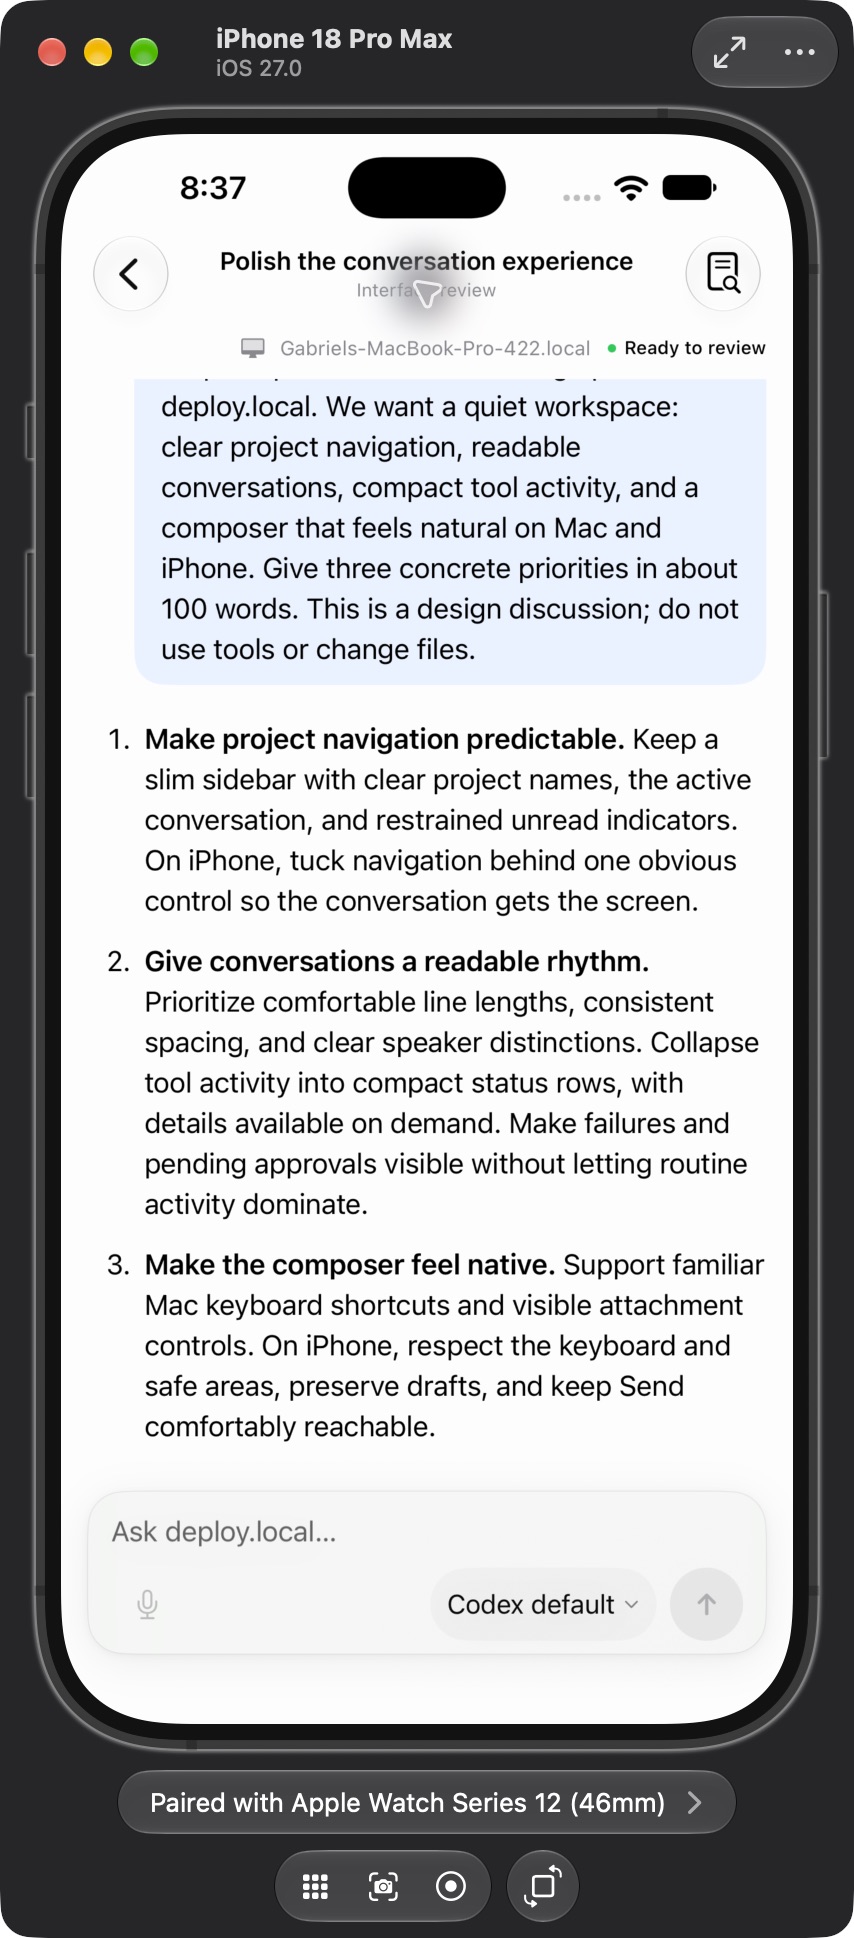 iPhone 18 Pro Max
iOS 27.0
8:37
Polish the conversation experience
Interface review
Gabriels-MacBook-Pro-422.local
Ready to review
deploy.local. We want a quiet workspace:
clear project navigation, readable
conversations, compact tool activity, and a
composer that feels natural on Mac and
iPhone. Give three concrete priorities in about
100 words. This is a design discussion; do not
use tools or change files.
1. Make project navigation predictable. Keep a
slim sidebar with clear project names, the active
conversation, and restrained unread indicators.
On iPhone, tuck navigation behind one obvious
control so the conversation gets the screen.
2. Give conversations a readable rhythm.
Prioritize comfortable line lengths, consistent
spacing, and clear speaker distinctions. Collapse
tool activity into compact status rows, with
details available on demand. Make failures and
pending approvals visible without letting routine
activity dominate.
3. Make the composer feel native. Support familiar
Mac keyboard shortcuts and visible attachment
controls. On iPhone, respect the keyboard and
safe areas, preserve drafts, and keep Send
comfortably reachable.
Ask deploy.local...
Codex default
Paired with Apple Watch Series 12 (46mm)